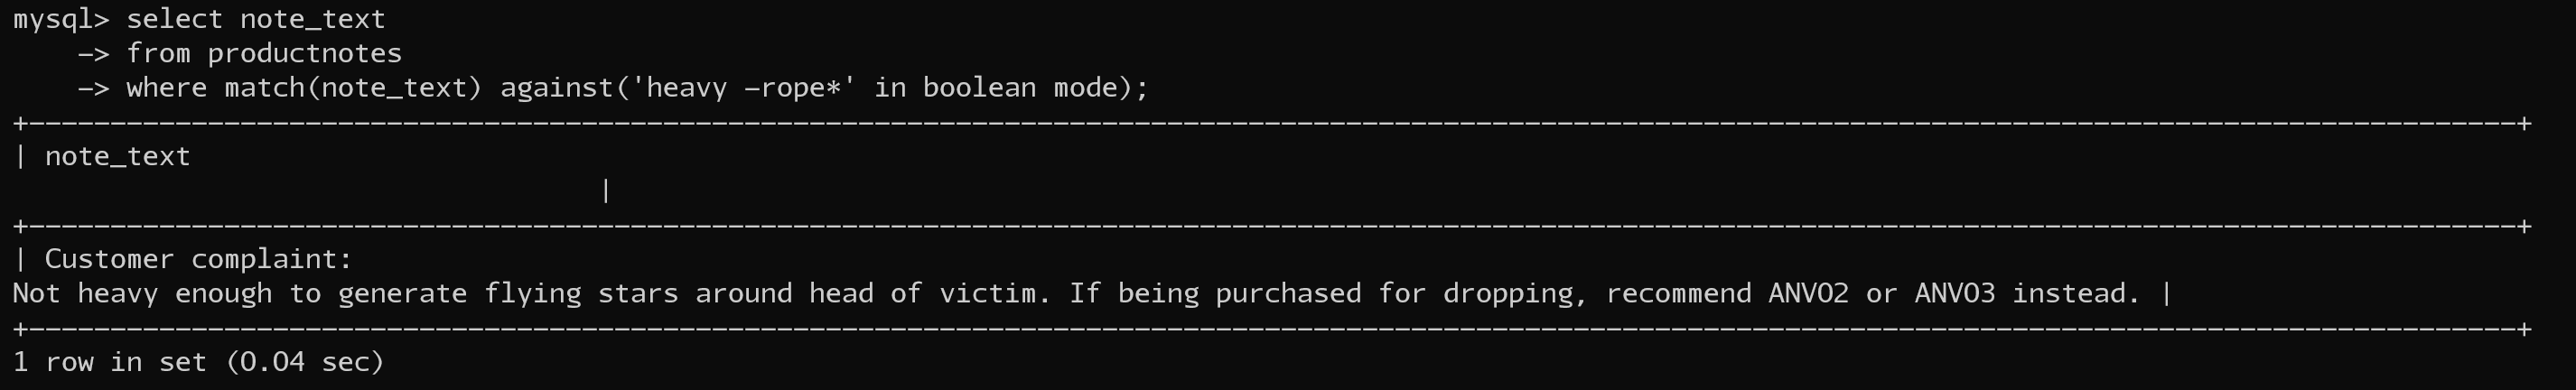 mysql> select note_text
    -> from productnotes
    -> where match(note_text) against('heavy -rope*' in boolean mode);
+---------------------------------------------------------------------------------------------------------------------------------------------------------+
| note_text
                                                                        |
+---------------------------------------------------------------------------------------------------------------------------------------------------------+
| Customer complaint:
Not heavy enough to generate flying stars around head of victim. If being purchased for dropping, recommend ANV02 or ANV03 instead. |
+---------------------------------------------------------------------------------------------------------------------------------------------------------+
1 row in set (0.04 sec)